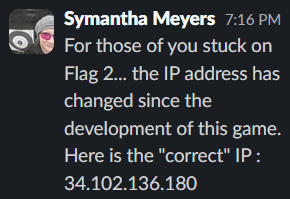 Symantha Meyers 7:16 PM
For those of you stuck on
Flag 2... the IP address has
changed since the
development of this game.
Here is the "correct" IP :
34.102.136.180